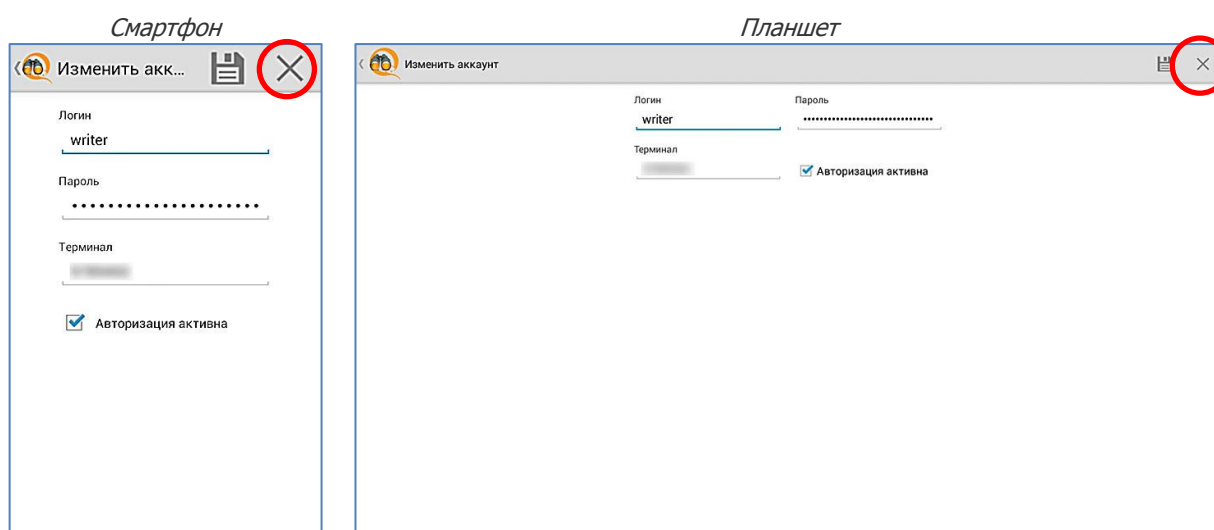 Смартфон
Изменить акк...
Логин
writer
Пароль
Терминал
Авторизация активна
Планшет
Изменить аккаунт
Логин
Пароль
writer
Терминал
Авторизация активна